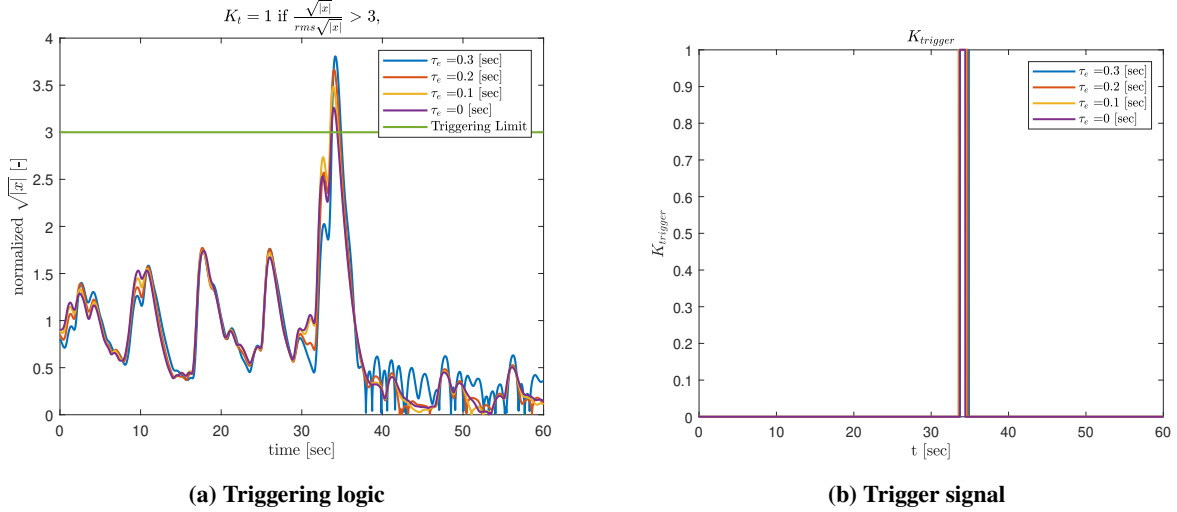 K_t = 1 if √|x| / rms√|x| > 3,
4
3.5
3
2.5
2
1.5
1
0.5
0
normalized √|x| [-]
τ_e =0.3 [sec]
τ_e =0.2 [sec]
τ_e =0.1 [sec]
τ_e =0 [sec]
Triggering Limit
0 10 20 30 40 50 60
time [sec]
(a) Triggering logic
K_trigger
1
0.9
0.8
0.7
0.6
0.5
0.4
0.3
0.2
0.1
0
K_trigger
τ_e =0.3 [sec]
τ_e =0.2 [sec]
τ_e =0.1 [sec]
τ_e =0 [sec]
0 10 20 30 40 50 60
t [sec]
(b) Trigger signal